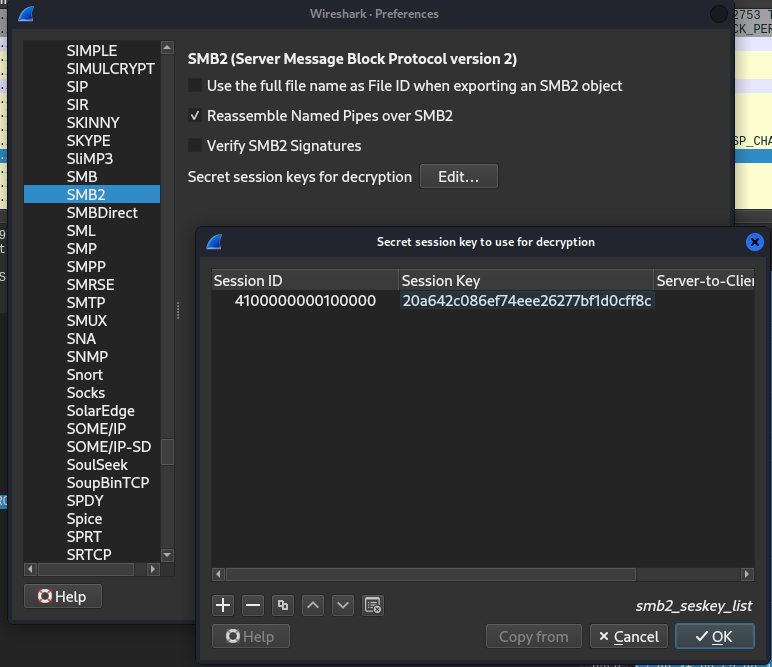 Wireshark · Preferences
2753 T
CK_PER
SIMPLE
SIMULCRYPT
SIP
SIR
SKINNY
SKYPE
SliMP3
SMB
SMB2
SMBDirect
SML
SMP
SMPP
SMRSE
SMTP
SMUX
SNA
SNMP
Snort
Socks
SolarEdge
SOME/IP
SOME/IP-SD
SoulSeek
SoupBinTCP
SPDY
Spice
SPRT
SRTCP
Help
SMB2 (Server Message Block Protocol version 2)
Use the full file name as File ID when exporting an SMB2 object
Reassemble Named Pipes over SMB2
Verify SMB2 Signatures
Secret session keys for decryption Edit…
SP_CHA
Secret session key to use for decryption
Session ID Session Key Server-to-Clien
4100000000100000 20a642c086ef74eee26277bf1d0cff8c
smb2_seskey_list
Help Copy from Cancel OK